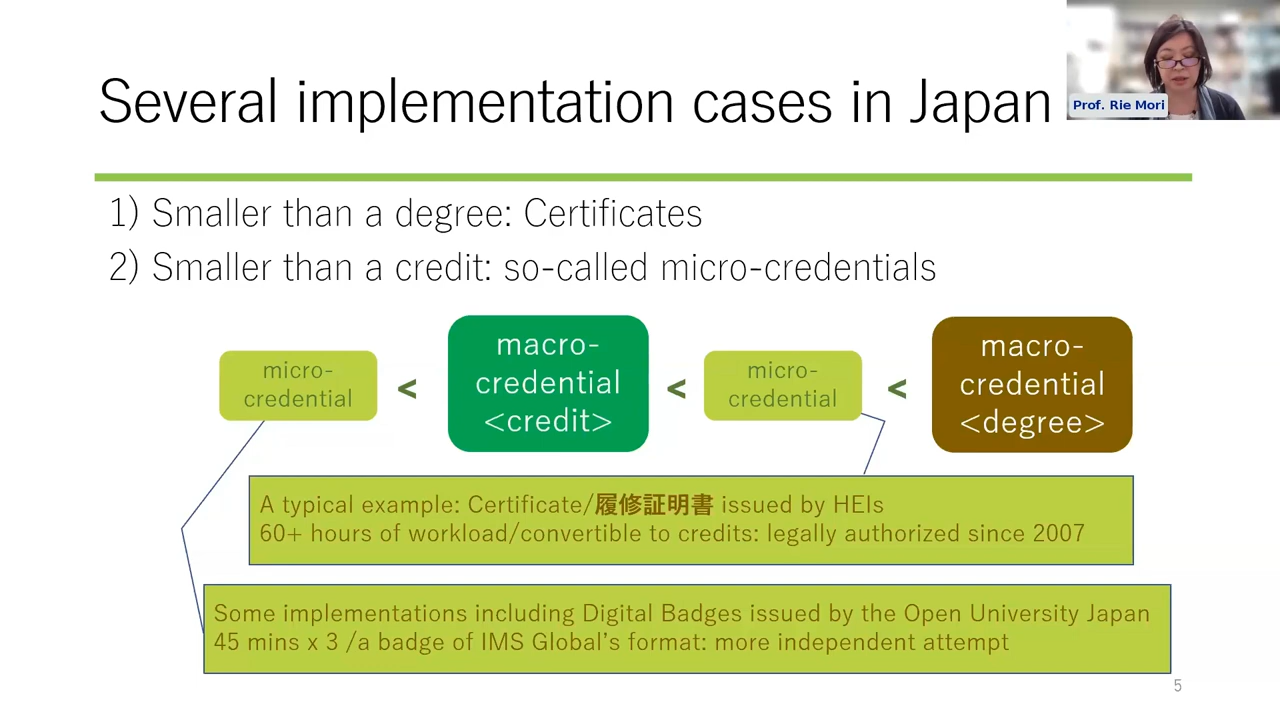 Several implementation cases in Japan
Prof. Rie Mori
1) Smaller than a degree: Certificates
2) Smaller than a credit: so-called micro-credentials
micro-
credential
<
macro-
credential
<credit>
<
micro-
credential
<
macro-
credential
<degree>
A typical example: Certificate/履修証明書 issued by HEIs
60+ hours of workload/convertible to credits: legally authorized since 2007
Some implementations including Digital Badges issued by the Open University Japan
45 mins x 3 /a badge of IMS Global's format: more independent attempt
5